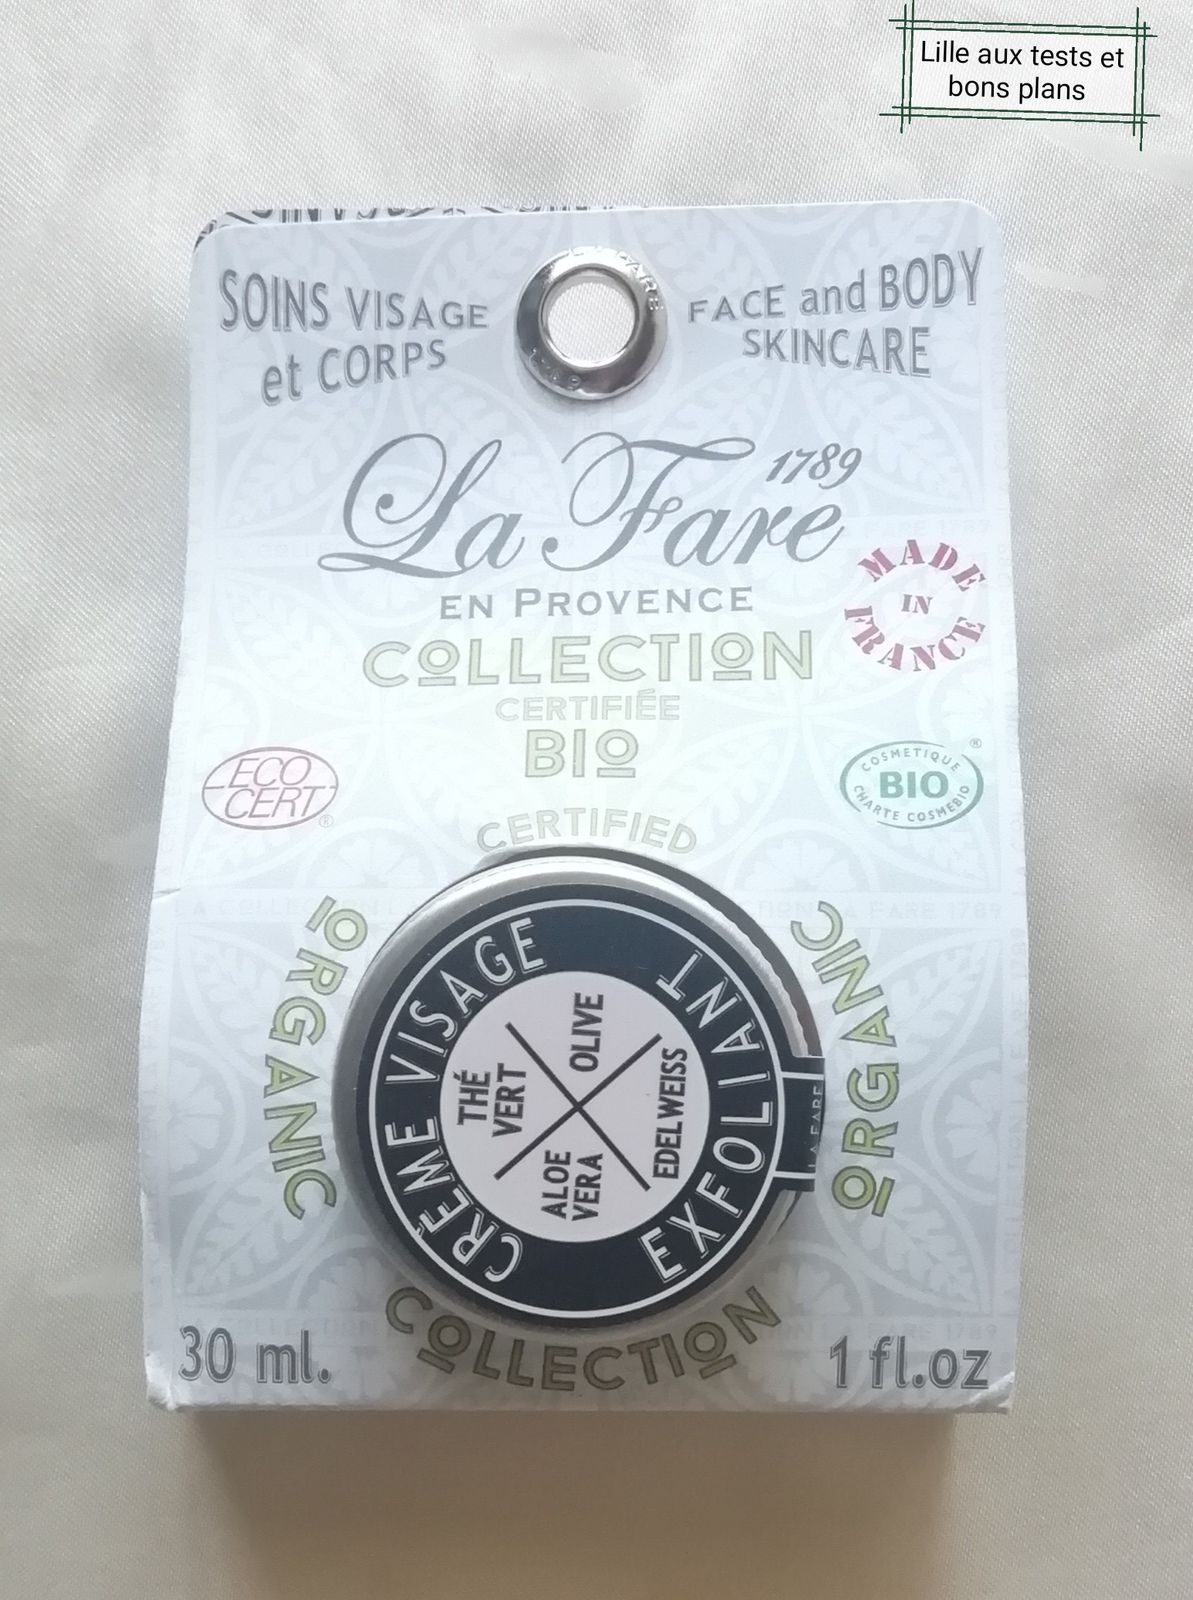 Lille aux tests et
bons plans
SOINS VISAGE
et CORPS
FACE and BODY
SKINCARE
La Fare 1789
EN PROVENCE
MADE
IN
FRANCE
COLLECTION
CERTIFIÉE
BIO
ECO
CERT®
COSMETIQUE
BIO®
CHARTE COSMEBIO
CERTIFIED
ORGANIC
ORGANIC
CRÈME VISAGE
EXFOLIANT
THÉ
VERT
OLIVE
ALOE
VERA
EDELWEISS
LA FARE
COLLECTION
30 ml.
1 fl.oz